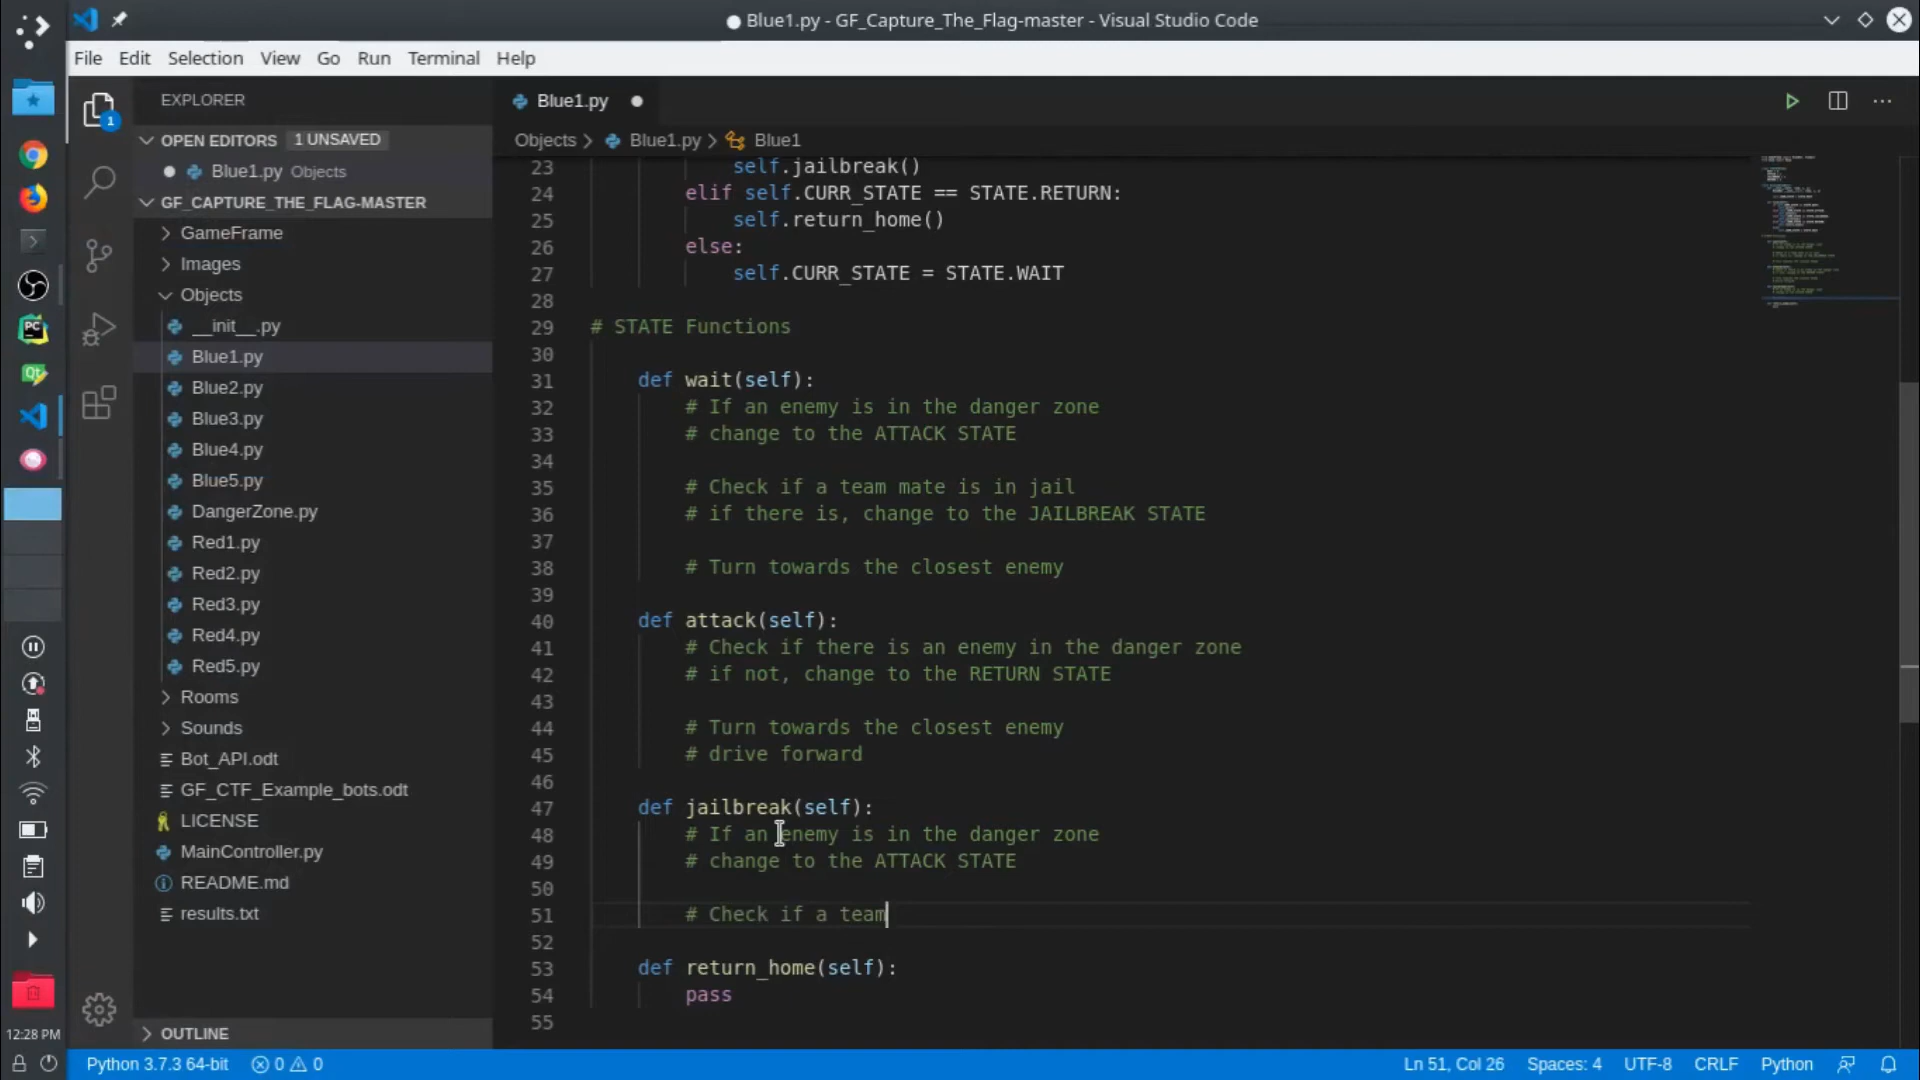 Blue1.py - GF_Capture_The_Flag-master - Visual Studio Code
File Edit Selection View Go Run Terminal Help
EXPLORER
1
OPEN EDITORS 1 UNSAVED
Blue1.py Objects
GF_CAPTURE_THE_FLAG-MASTER
GameFrame
Images
Objects
__init__.py
Blue1.py
Blue2.py
Blue3.py
Blue4.py
Blue5.py
DangerZone.py
Red1.py
Red2.py
Red3.py
Red4.py
Red5.py
Rooms
Sounds
Bot_API.odt
GF_CTF_Example_bots.odt
LICENSE
MainController.py
README.md
results.txt
OUTLINE
Blue1.py
Objects > Blue1.py > Blue1
23 self.jailbreak()
24 elif self.CURR_STATE == STATE.RETURN:
25 self.return_home()
26 else:
27 self.CURR_STATE = STATE.WAIT
28
29 # STATE Functions
30
31 def wait(self):
32 # If an enemy is in the danger zone
33 # change to the ATTACK STATE
34
35 # Check if a team mate is in jail
36 # if there is, change to the JAILBREAK STATE
37
38 # Turn towards the closest enemy
39
40 def attack(self):
41 # Check if there is an enemy in the danger zone
42 # if not, change to the RETURN STATE
43
44 # Turn towards the closest enemy
45 # drive forward
46
47 def jailbreak(self):
48 # If an enemy is in the danger zone
49 # change to the ATTACK STATE
50
51 # Check if a team
52
53 def return_home(self):
54 pass
55
PC
Qt
12:28 PM
Python 3.7.3 64-bit 0 0 Ln 51, Col 26 Spaces: 4 UTF-8 CRLF Python